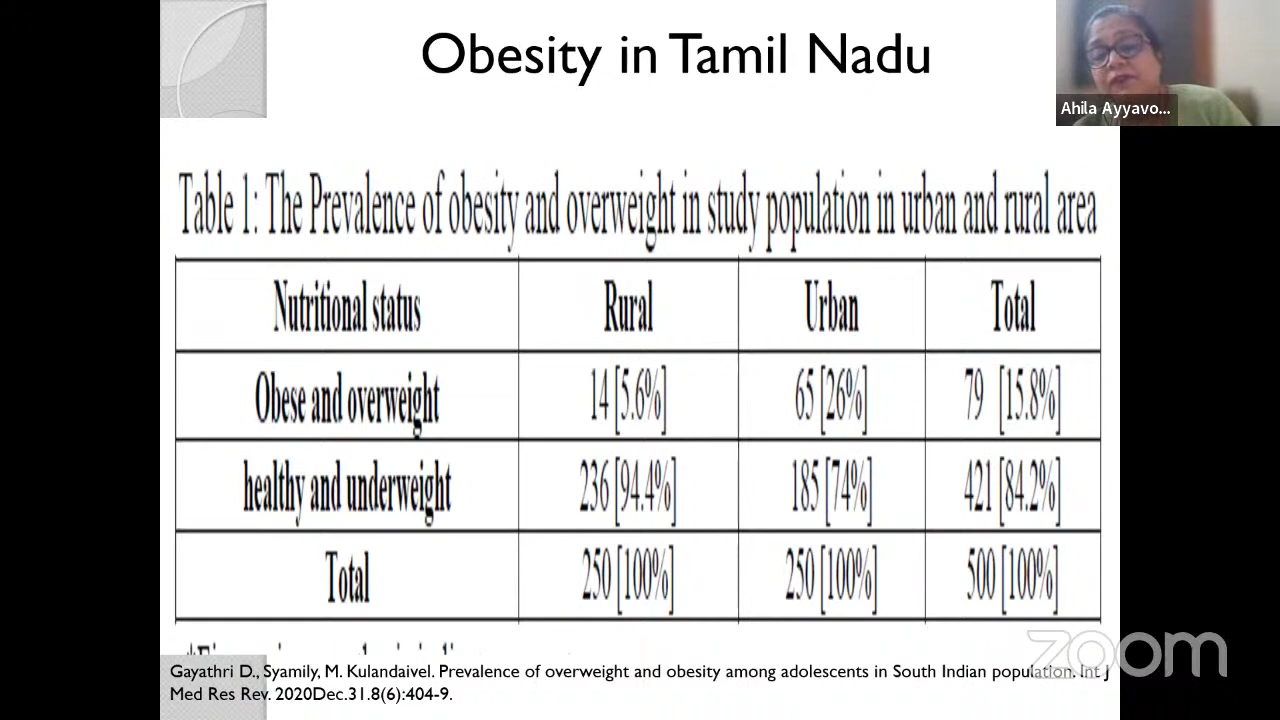 Obesity in Tamil Nadu
Ahila Ayyavo...
Table 1: The Prevalence of obesity and overweight in study population in urban and rural area
Nutritional status Rural Urban Total
Obese and overweight 14 [5.6%] 65 [26%] 79 [15.8%]
healthy and underweight 236 [94.4%] 185 [74%] 421 [84.2%]
Total 250 [100%] 250 [100%] 500 [100%]
Gayathri D., Syamily, M. Kulandaivel. Prevalence of overweight and obesity among adolescents in South Indian population. Int J
Med Res Rev. 2020Dec.31.8(6):404-9.
zoom